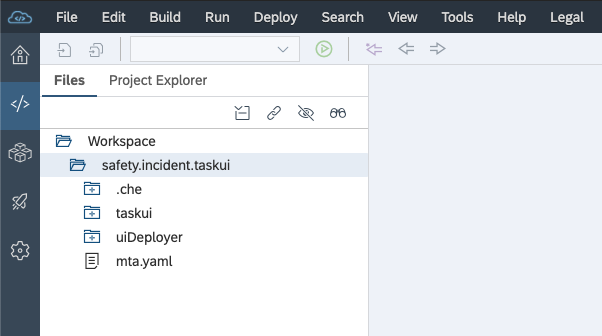 File Edit Build Run Deploy Search View Tools Help Legal
Files Project Explorer
Workspace
safety.incident.taskui
.che
taskui
uiDeployer
mta.yaml